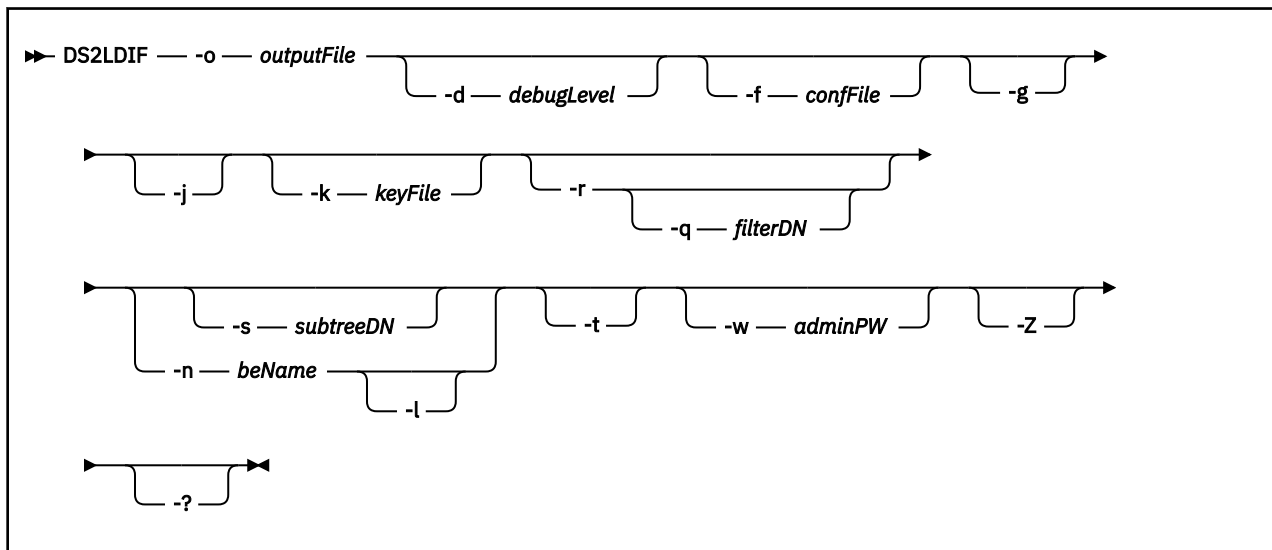 DS2LDIF -o outputFile
-d debugLevel -f confFile -g
-j -k keyFile -r
-q filterDN
-s subtreeDN -t -w adminPW -Z
-n beName
-l
-?